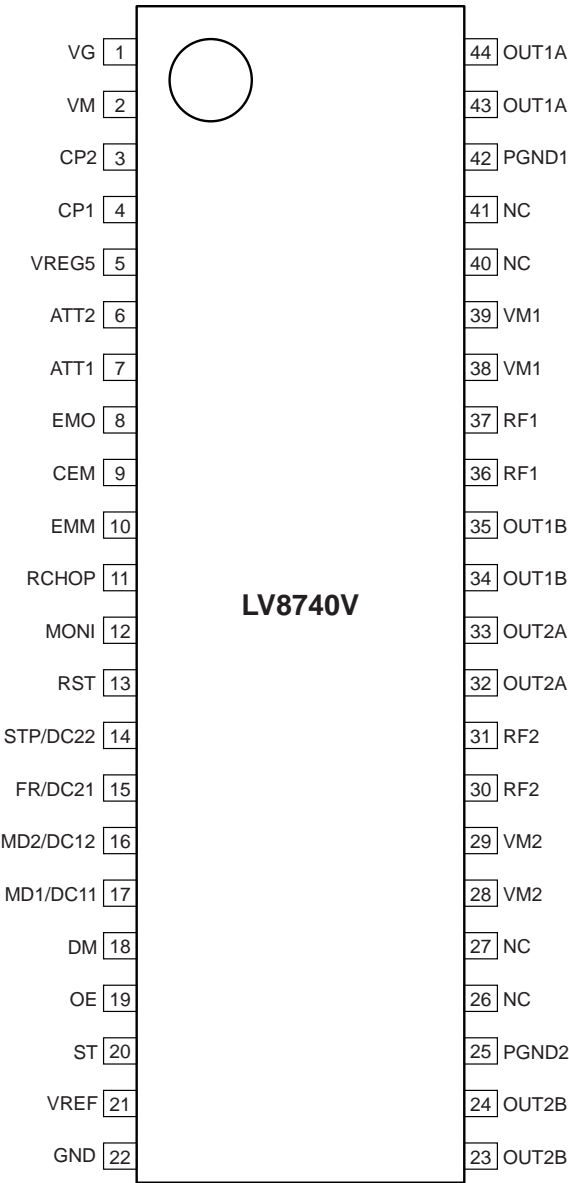 VG 1 44 OUT1A
VM 2 43 OUT1A
CP2 3 42 PGND1
CP1 4 41 NC
VREG5 5 40 NC
ATT2 6 39 VM1
ATT1 7 38 VM1
EMO 8 37 RF1
CEM 9 36 RF1
EMM 10 35 OUT1B
RCHOP 11 34 OUT1B
LV8740V
MONI 12 33 OUT2A
RST 13 32 OUT2A
STP/DC22 14 31 RF2
FR/DC21 15 30 RF2
MD2/DC12 16 29 VM2
MD1/DC11 17 28 VM2
DM 18 27 NC
OE 19 26 NC
ST 20 25 PGND2
VREF 21 24 OUT2B
GND 22 23 OUT2B